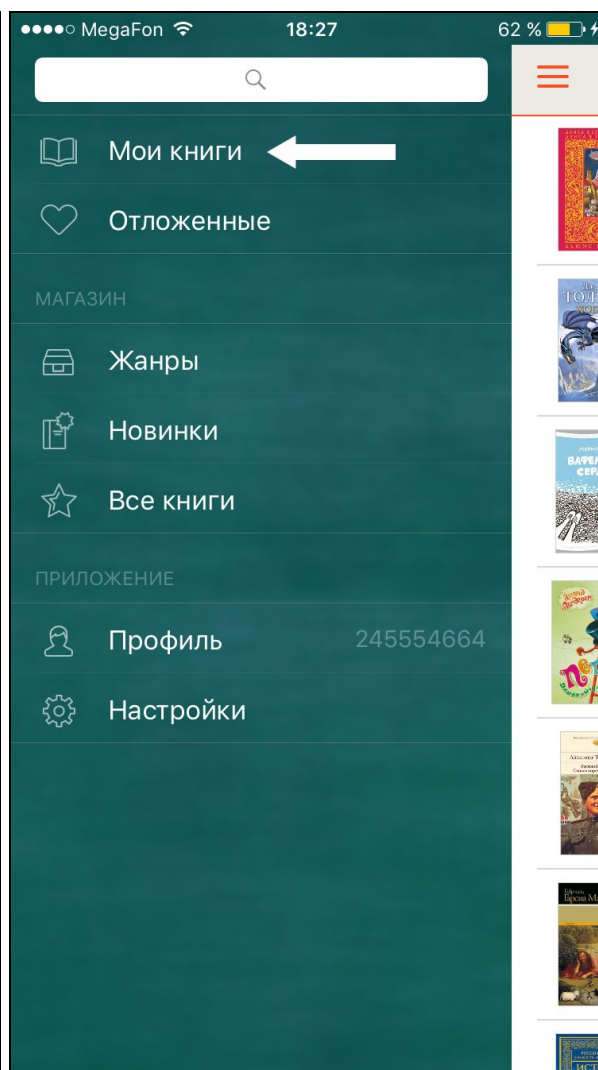 MegaFon 18:27 62 %
Мои книги
Отложенные
МАГАЗИН
Жанры
Новинки
Все книги
ПРИЛОЖЕНИЕ
Профиль 245554664
Настройки